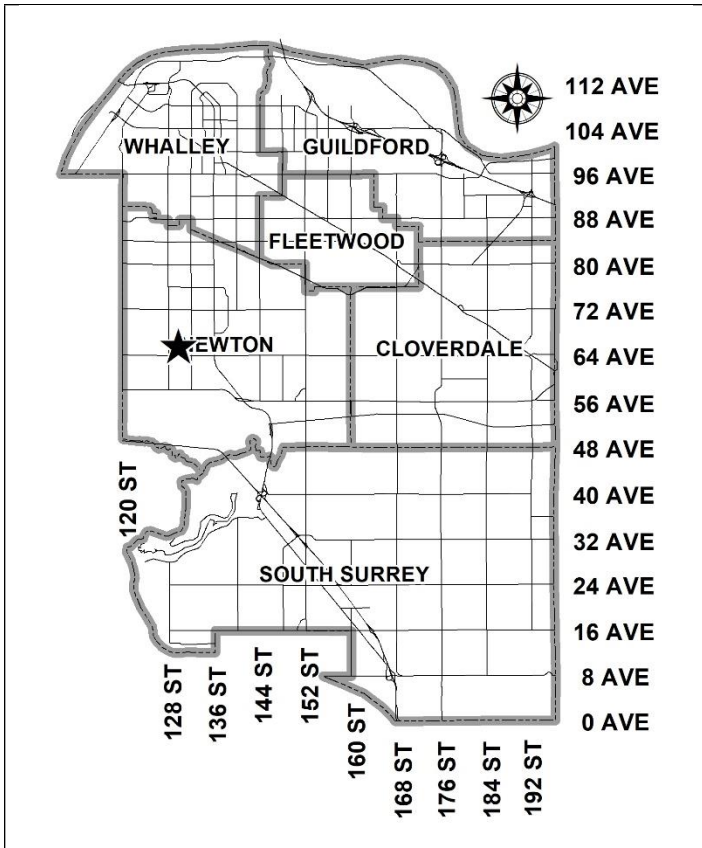 112 AVE
104 AVE
WHALLEY
GUILDFORD
96 AVE
88 AVE
FLEETWOOD
80 AVE
72 AVE
EWTON
CLOVERDALE
64 AVE
56 AVE
48 AVE
120 ST
40 AVE
32 AVE
SOUTH SURREY
24 AVE
16 AVE
128 ST
136 ST
144 ST
152 ST
160 ST
8 AVE
0 AVE
168 ST
176 ST
184 ST
192 ST